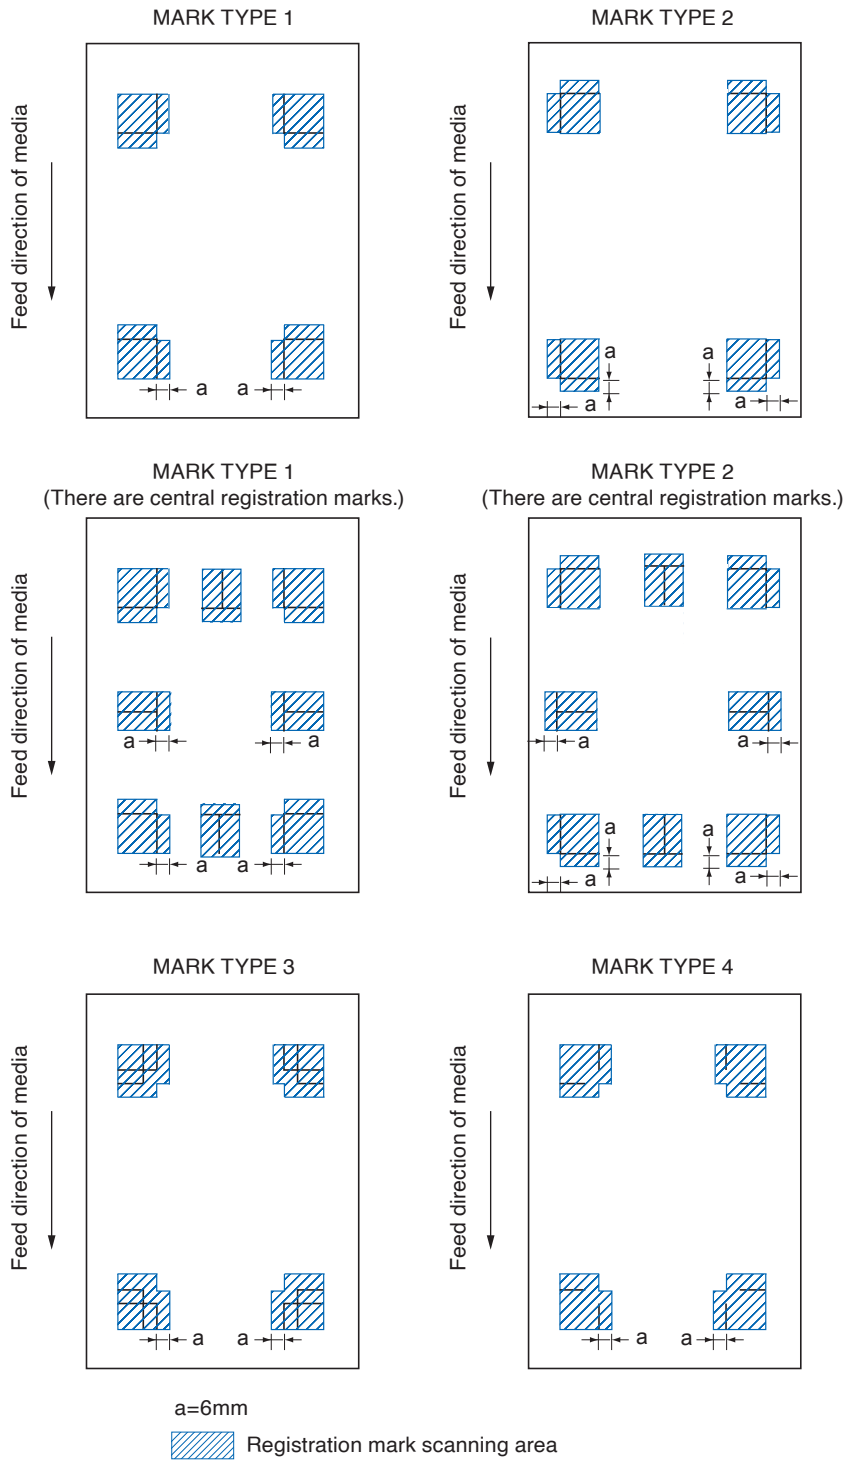 MARK TYPE 1
MARK TYPE 2
Feed direction of media
Feed direction of media
a
a
a
a
a
a
MARK TYPE 1
(There are central registration marks.)
MARK TYPE 2
(There are central registration marks.)
Feed direction of media
Feed direction of media
a
a
a
a
a
a
a
a
a
a
MARK TYPE 3
MARK TYPE 4
Feed direction of media
Feed direction of media
a
a
a
a
a=6mm
Registration mark scanning area